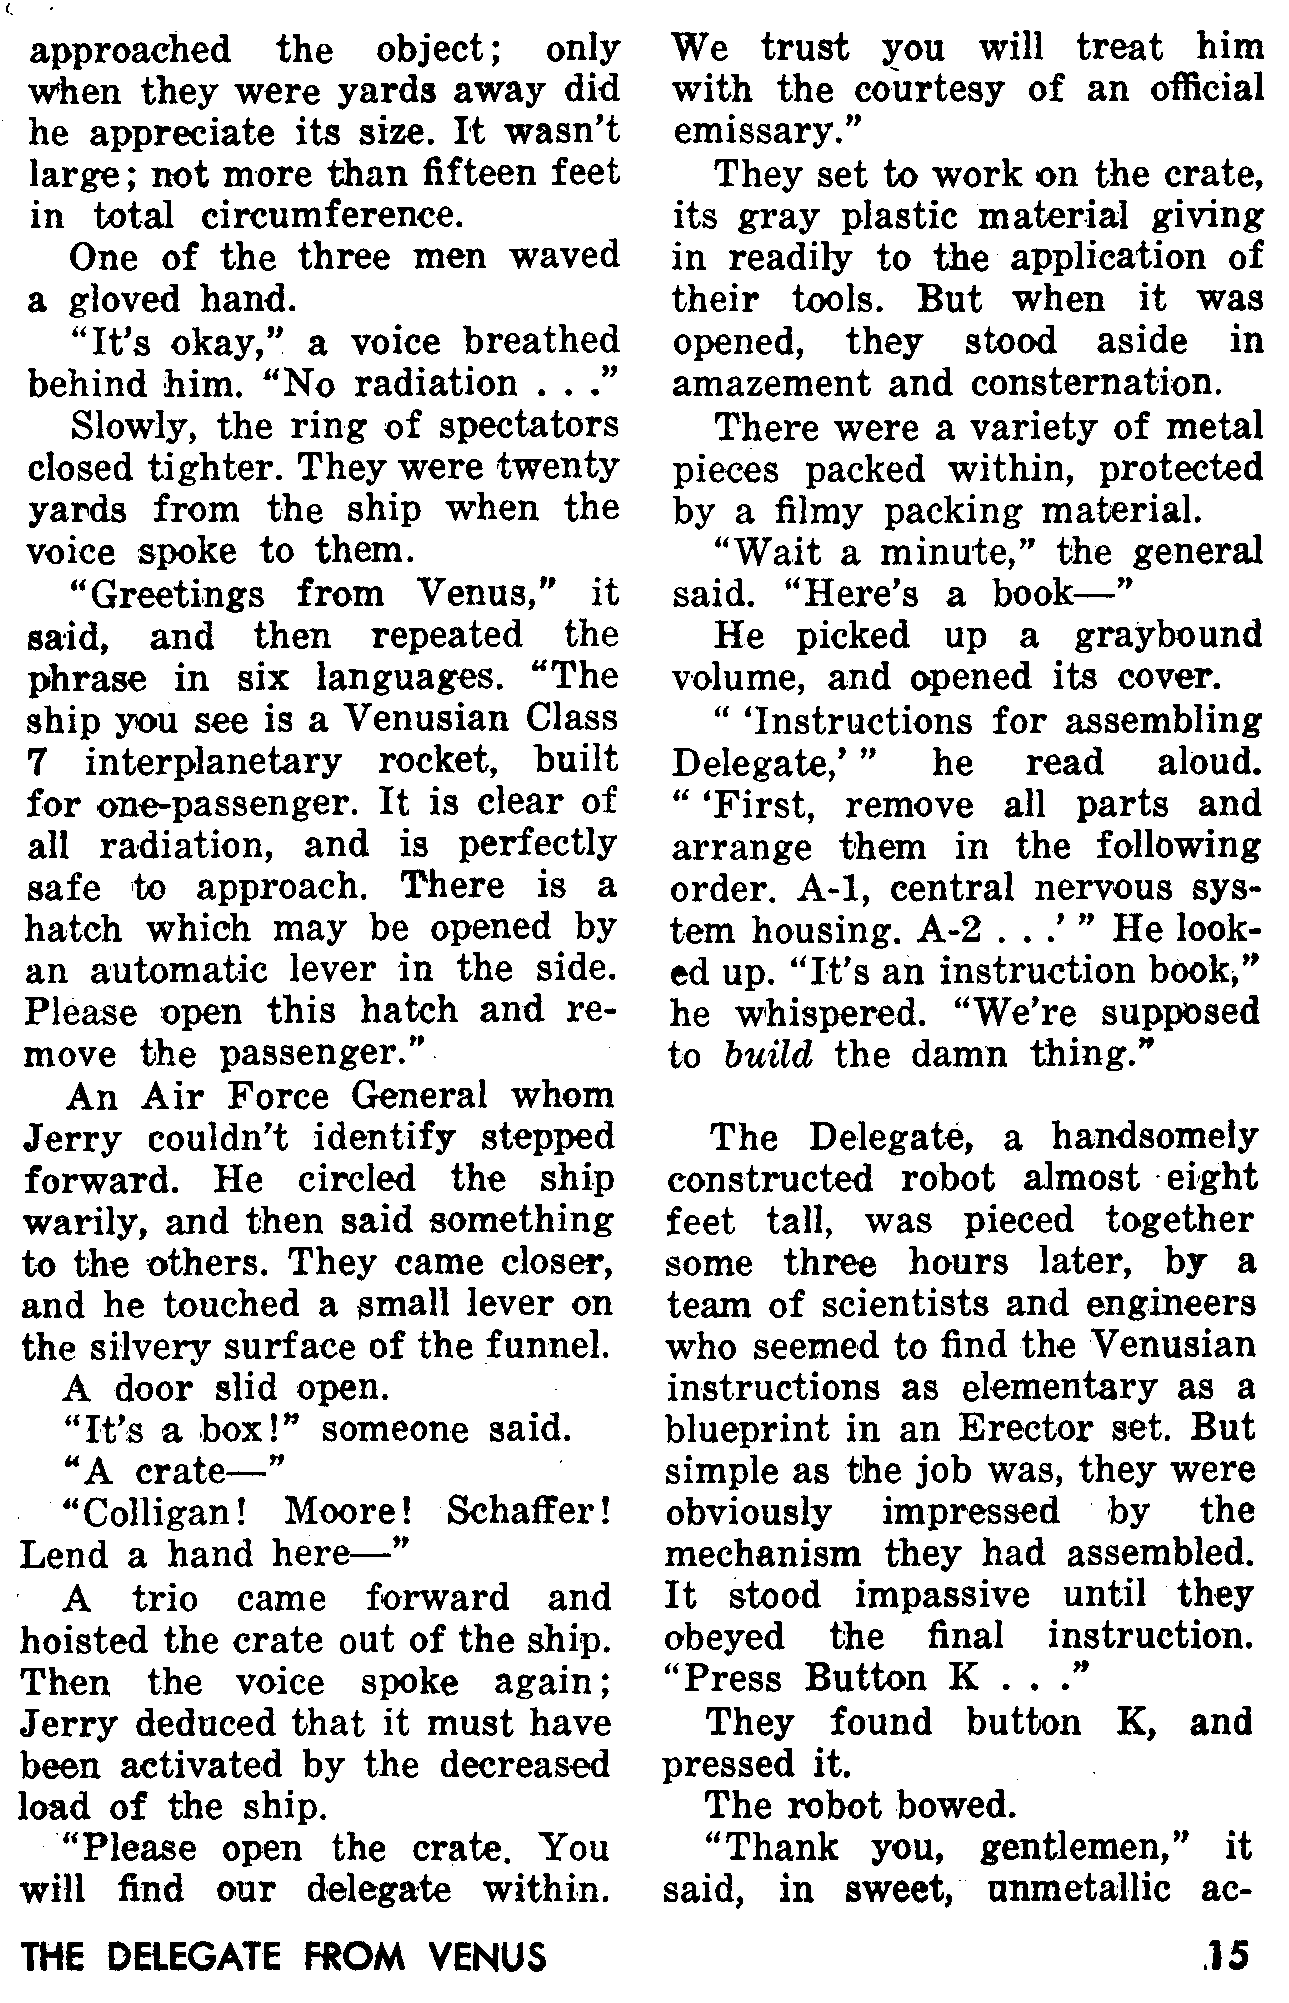 approached the object; only
when they were yards away did
he appreciate its size. It wasn't
large; not more than fifteen feet
in total circumference.
One of the three men waved
a gloved hand.
“It's okay,” a voice breathed
behind him. “No radiation . . .”
Slowly, the ring of spectators
closed tighter. They were twenty
yards from the ship when the
voice spoke to them.
“Greetings from Venus,” it
said, and then repeated the
phrase in six languages. “The
ship you see is a Venusian Class
7 interplanetary rocket, built
for one-passenger. It is clear of
all radiation, and is perfectly
safe to approach. There is a
hatch which may be opened by
an automatic lever in the side.
Please open this hatch and re-
move the passenger.”
An Air Force General whom
Jerry couldn't identify stepped
forward. He circled the ship
warily, and then said something
to the others. They came closer,
and he touched a small lever on
the silvery surface of the funnel.
A door slid open.
“It's a box!” someone said.
“A crate—”
“Colligan! Moore! Schaffer!
Lend a hand here—”
A trio came forward and
hoisted the crate out of the ship.
Then the voice spoke again;
Jerry deduced that it must have
been activated by the decreased
load of the ship.
“Please open the crate. You
will find our delegate within.
We trust you will treat him
with the courtesy of an official
emissary.”
They set to work on the crate,
its gray plastic material giving
in readily to the application of
their tools. But when it was
opened, they stood aside in
amazement and consternation.
There were a variety of metal
pieces packed within, protected
by a filmy packing material.
“Wait a minute,” the general
said. “Here's a book—”
He picked up a graybound
volume, and opened its cover.
“ ‘Instructions for assembling
Delegate,’ ” he read aloud.
“ ‘First, remove all parts and
arrange them in the following
order. A-1, central nervous sys-
tem housing. A-2 . . .’ ” He look-
ed up. “It's an instruction book,”
he whispered. “We're supposed
to build the damn thing.”
The Delegate, a handsomely
constructed robot almost eight
feet tall, was pieced together
some three hours later, by a
team of scientists and engineers
who seemed to find the Venusian
instructions as elementary as a
blueprint in an Erector set. But
simple as the job was, they were
obviously impressed by the
mechanism they had assembled.
It stood impassive until they
obeyed the final instruction.
“Press Button K . . .”
They found button K, and
pressed it.
The robot bowed.
“Thank you, gentlemen,” it
said, in sweet, unmetallic ac-
THE DELEGATE FROM VENUS 15